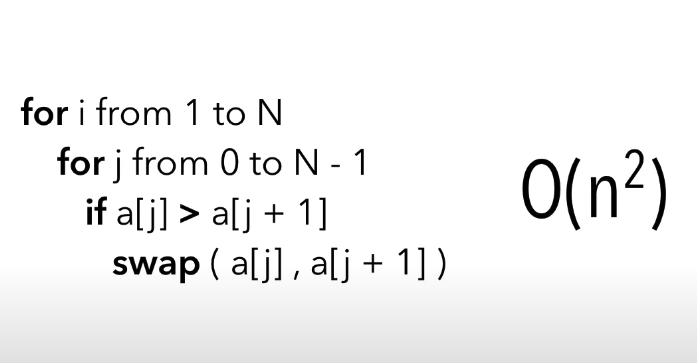 for i from 1 to N
for j from 0 to N - 1
if a[j] > a[j + 1]
swap ( a[j] , a[j + 1] )
O(n²)